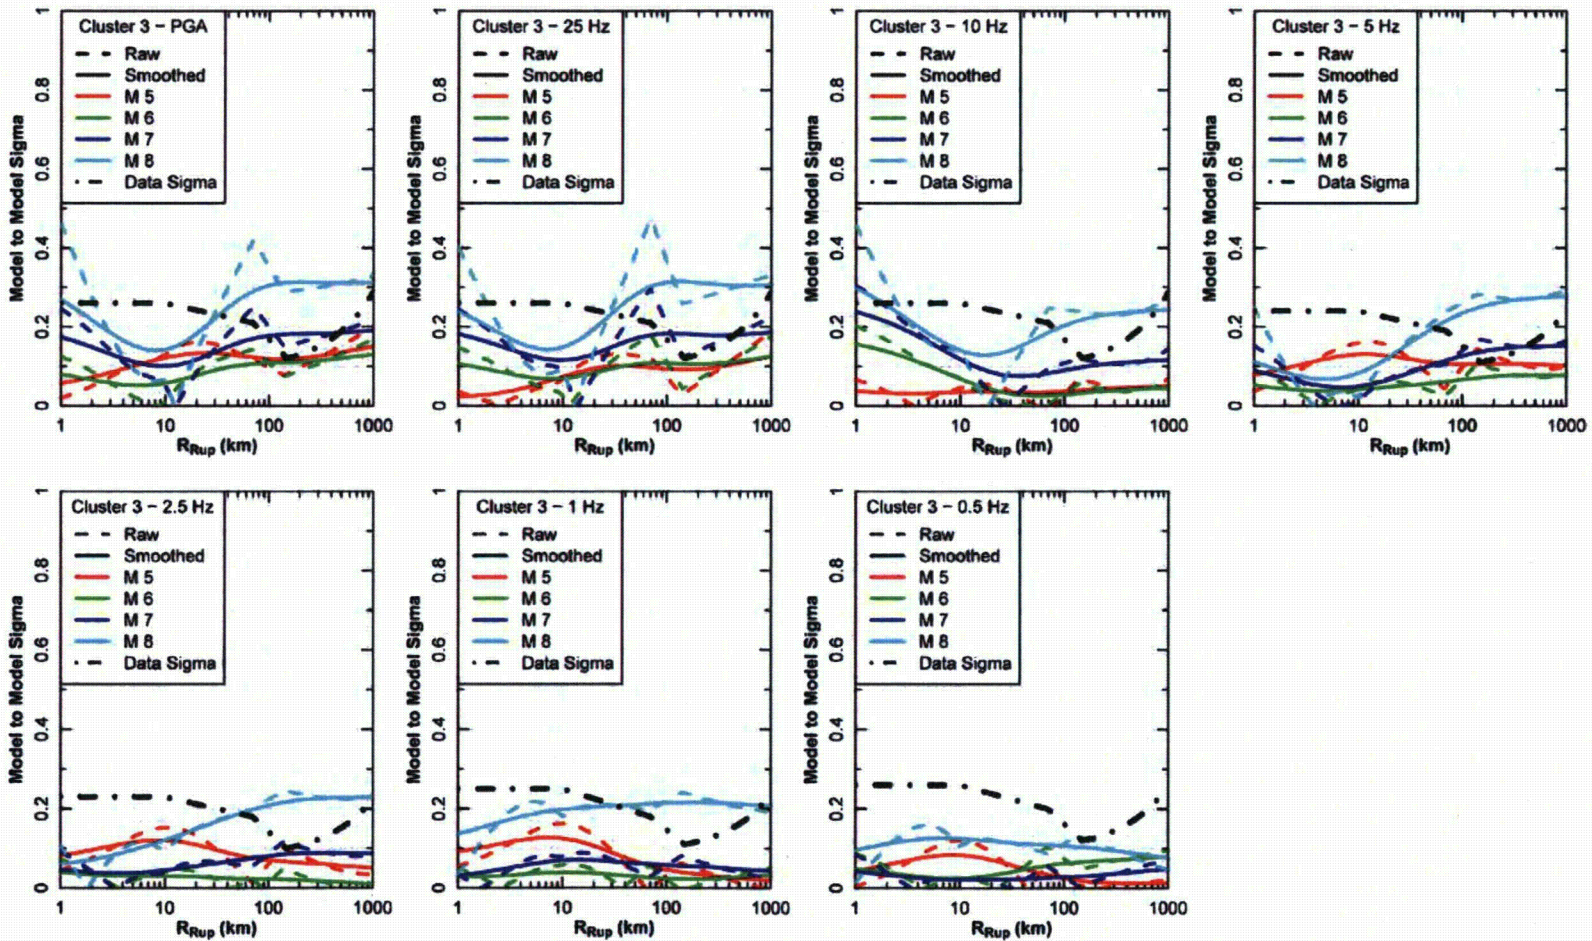 Cluster 3 – PGA
Raw
Smoothed
M 5
M 6
M 7
M 8
Data Sigma
Model to Model Sigma
0 0.2 0.4 0.6 0.8 1
1 10 100 1000
RRup (km)
Cluster 3 – 25 Hz
Raw
Smoothed
M 5
M 6
M 7
M 8
Data Sigma
Model to Model Sigma
0 0.2 0.4 0.6 0.8 1
1 10 100 1000
RRup (km)
Cluster 3 – 10 Hz
Raw
Smoothed
M 5
M 6
M 7
M 8
Data Sigma
Model to Model Sigma
0 0.2 0.4 0.6 0.8 1
1 10 100 1000
RRup (km)
Cluster 3 – 5 Hz
Raw
Smoothed
M 5
M 6
M 7
M 8
Data Sigma
Model to Model Sigma
0 0.2 0.4 0.6 0.8 1
1 10 100 1000
RRup (km)
Cluster 3 – 2.5 Hz
Raw
Smoothed
M 5
M 6
M 7
M 8
Data Sigma
Model to Model Sigma
0 0.2 0.4 0.6 0.8 1
1 10 100 1000
RRup (km)
Cluster 3 – 1 Hz
Raw
Smoothed
M 5
M 6
M 7
M 8
Data Sigma
Model to Model Sigma
0 0.2 0.4 0.6 0.8 1
1 10 100 1000
RRup (km)
Cluster 3 – 0.5 Hz
Raw
Smoothed
M 5
M 6
M 7
M 8
Data Sigma
Model to Model Sigma
0 0.2 0.4 0.6 0.8 1
1 10 100 1000
RRup (km)